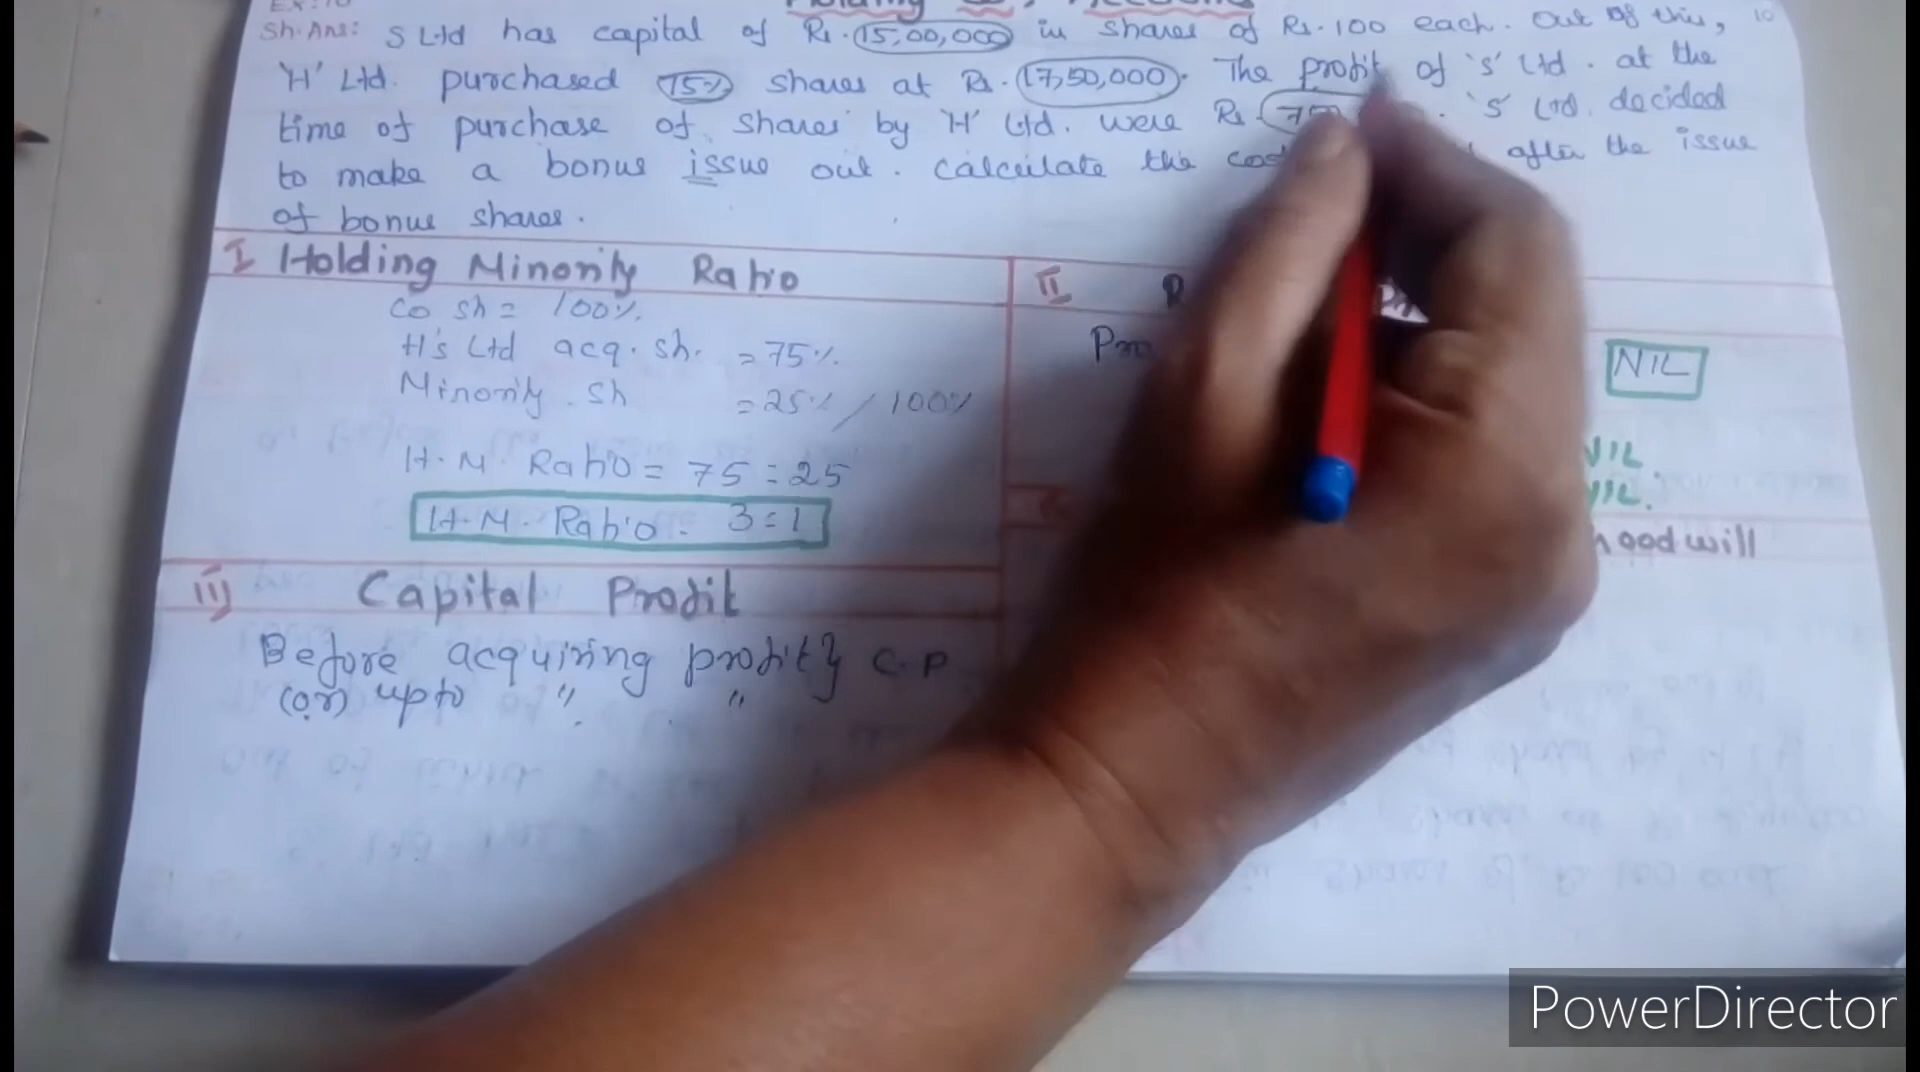 Sh. Ans: S Ltd has capital of Rs. 15,00,000 in shares of Rs. 100 each. Out of this, 10
'H' Ltd. purchased 75% shares at Rs. 17,50,000. The profit of 'S' Ltd. at the
time of purchase of shares by 'H' Ltd. were Rs. 'S' Ltd. decided
to make a bonus issue out. calculate the after the issue
of bonus shares.
I Holding Minority Ratio
Co sh = 100%
H's Ltd acq. sh. = 75%
Minority. sh = 25% / 100%
H. M. Ratio = 75 : 25
H. M. Ratio = 3 : 1
II
NIL
NIL.
NIL.
Goodwill
III Capital Profit
Before acquiring profit } C.P
(or) upto " "
PowerDirector